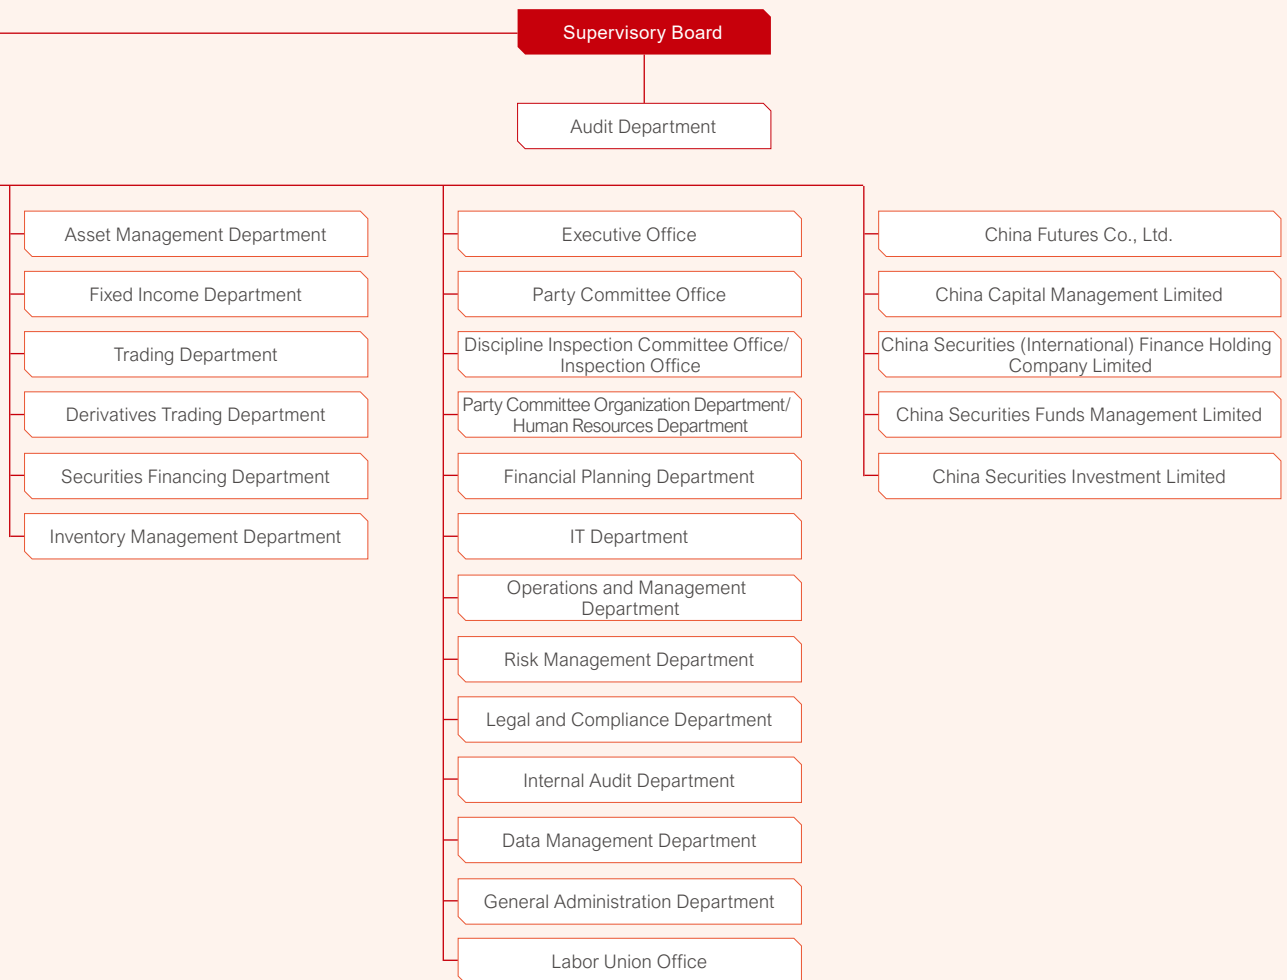 Supervisory Board
Audit Department
Asset Management Department
Fixed Income Department
Trading Department
Derivatives Trading Department
Securities Financing Department
Inventory Management Department
Executive Office
Party Committee Office
Discipline Inspection Committee Office/
Inspection Office
Party Committee Organization Department/
Human Resources Department
Financial Planning Department
IT Department
Operations and Management
Department
Risk Management Department
Legal and Compliance Department
Internal Audit Department
Data Management Department
General Administration Department
Labor Union Office
China Futures Co., Ltd.
China Capital Management Limited
China Securities (International) Finance Holding
Company Limited
China Securities Funds Management Limited
China Securities Investment Limited